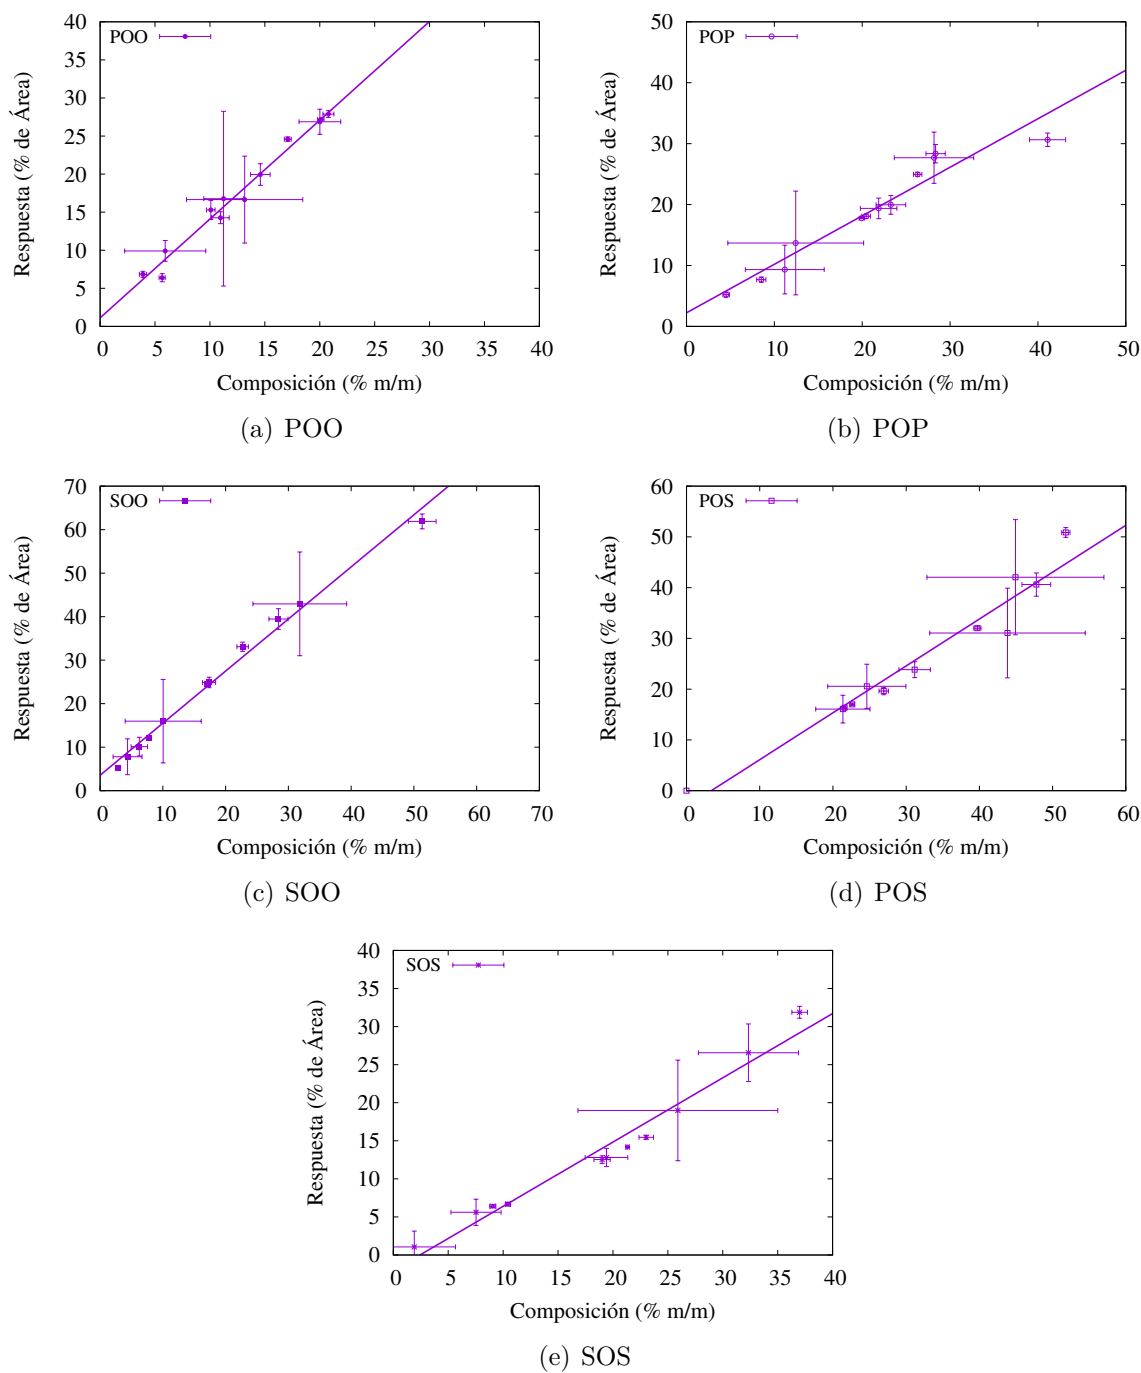 POO
Respuesta (% de Área)
40
35
30
25
20
15
10
5
0
0 5 10 15 20 25 30 35 40
Composición (% m/m)
(a) POO
POP
Respuesta (% de Área)
50
40
30
20
10
0
0 10 20 30 40 50
Composición (% m/m)
(b) POP
SOO
Respuesta (% de Área)
70
60
50
40
30
20
10
0
0 10 20 30 40 50 60 70
Composición (% m/m)
(c) SOO
POS
Respuesta (% de Área)
60
50
40
30
20
10
0
0 10 20 30 40 50 60
Composición (% m/m)
(d) POS
SOS
Respuesta (% de Área)
40
35
30
25
20
15
10
5
0
0 5 10 15 20 25 30 35 40
Composición (% m/m)
(e) SOS